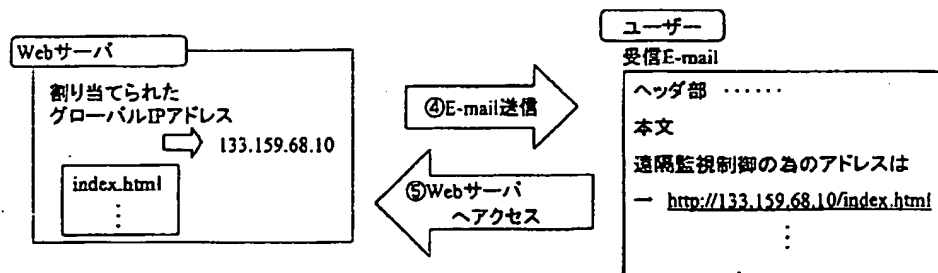 Webサーバ
割り当てられた
グローバルIPアドレス
133.159.68.10
index.html
⋮
④E-mail送信
⑤Webサーバ
へアクセス
ユーザー
受信E-mail
ヘッダ部 ‥‥‥
本文
遠隔監視制御の為のアドレスは
→ http://133.159.68.10/index.html
⋮